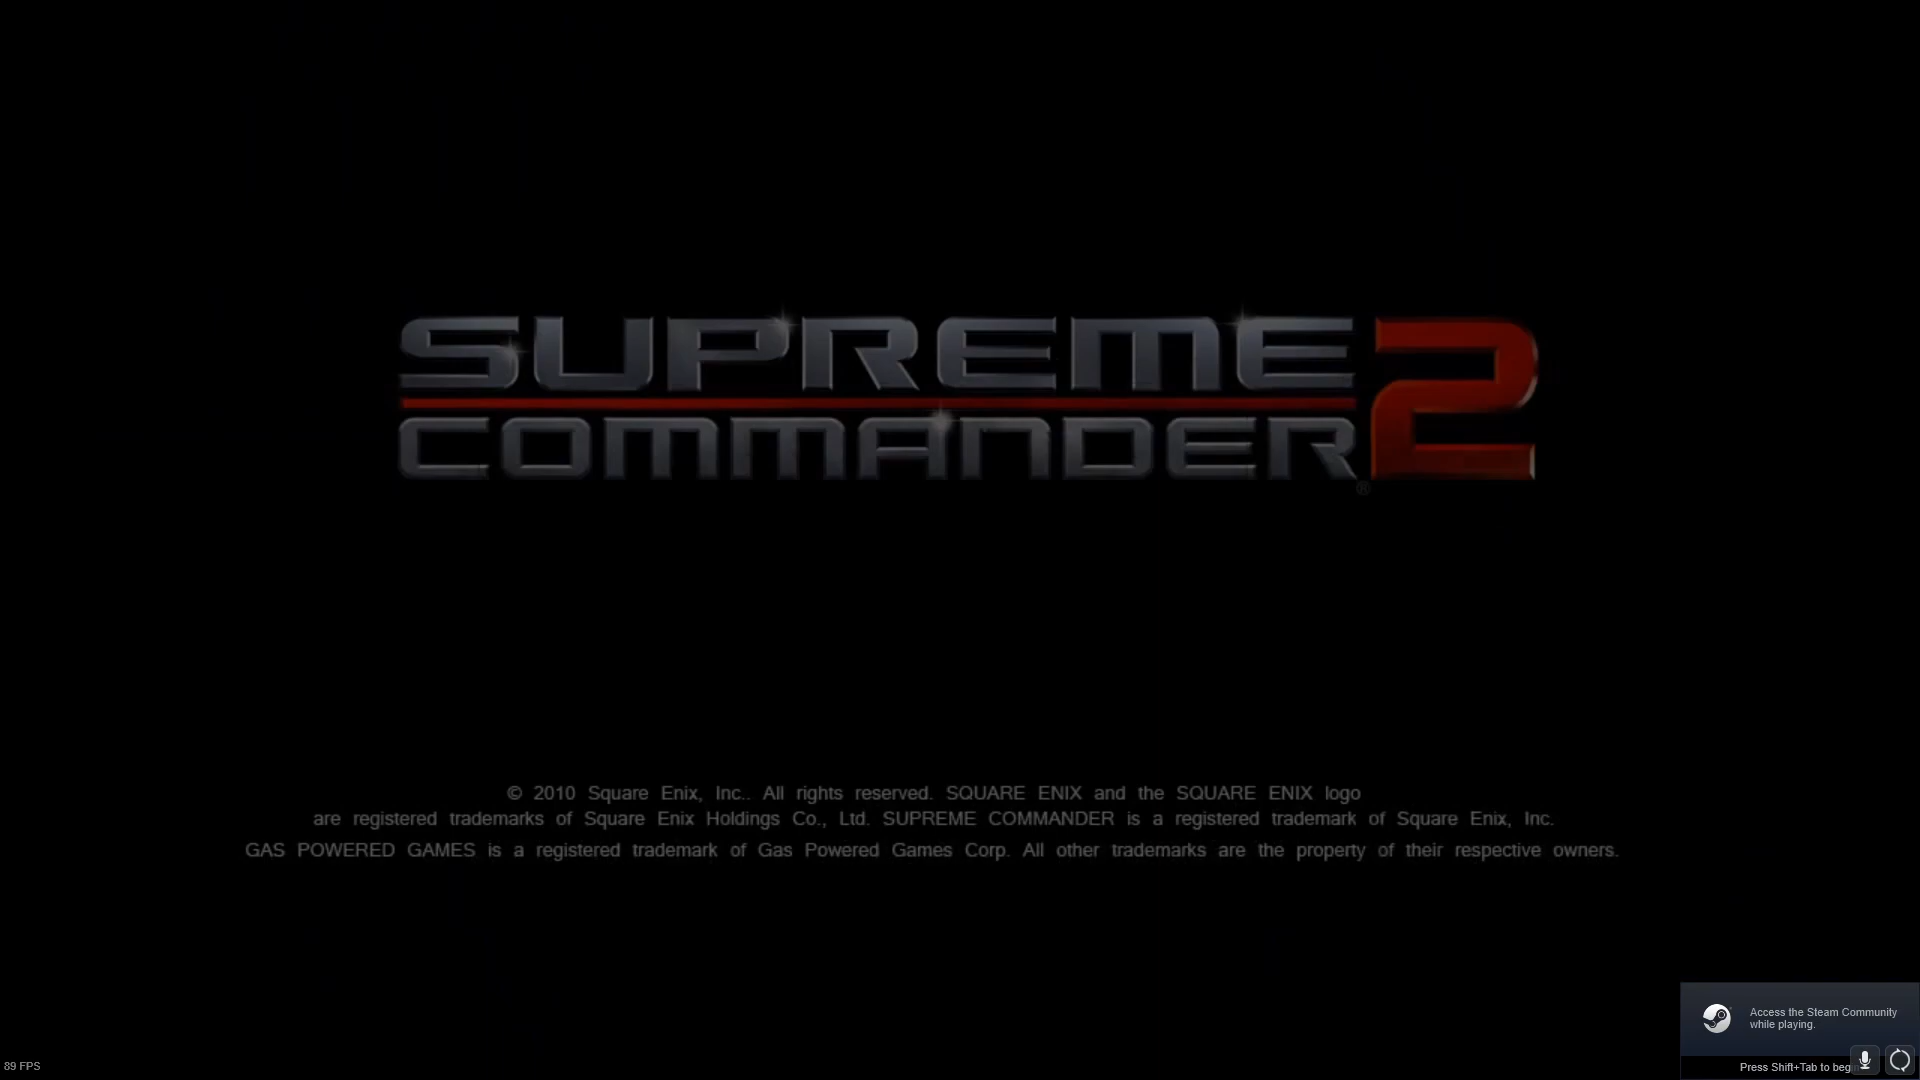 SUPREME
COMMANDER 2
®
© 2010 Square Enix, Inc.. All rights reserved. SQUARE ENIX and the SQUARE ENIX logo
are registered trademarks of Square Enix Holdings Co., Ltd. SUPREME COMMANDER is a registered trademark of Square Enix, Inc.
GAS POWERED GAMES is a registered trademark of Gas Powered Games Corp. All other trademarks are the property of their respective owners.
Access the Steam Community
while playing.
Press Shift+Tab to beg
89 FPS